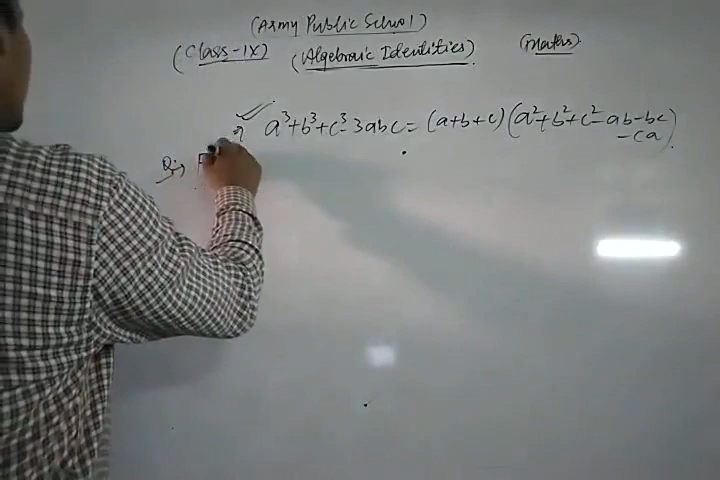 (Army Public School)
(Class-IX) (Algebraic Identities) (Maths)
a³+b³+c³-3abc = (a+b+c) (a²+b²+c²-ab-bc
-ca)
Q.